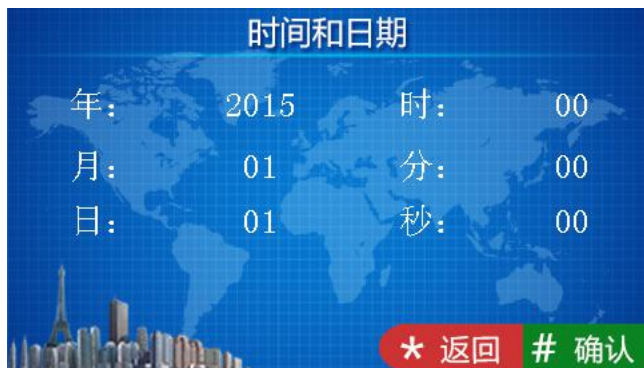 时间和日期
年： 2015 时： 00
月： 01 分： 00
日： 01 秒： 00
* 返回 # 确认